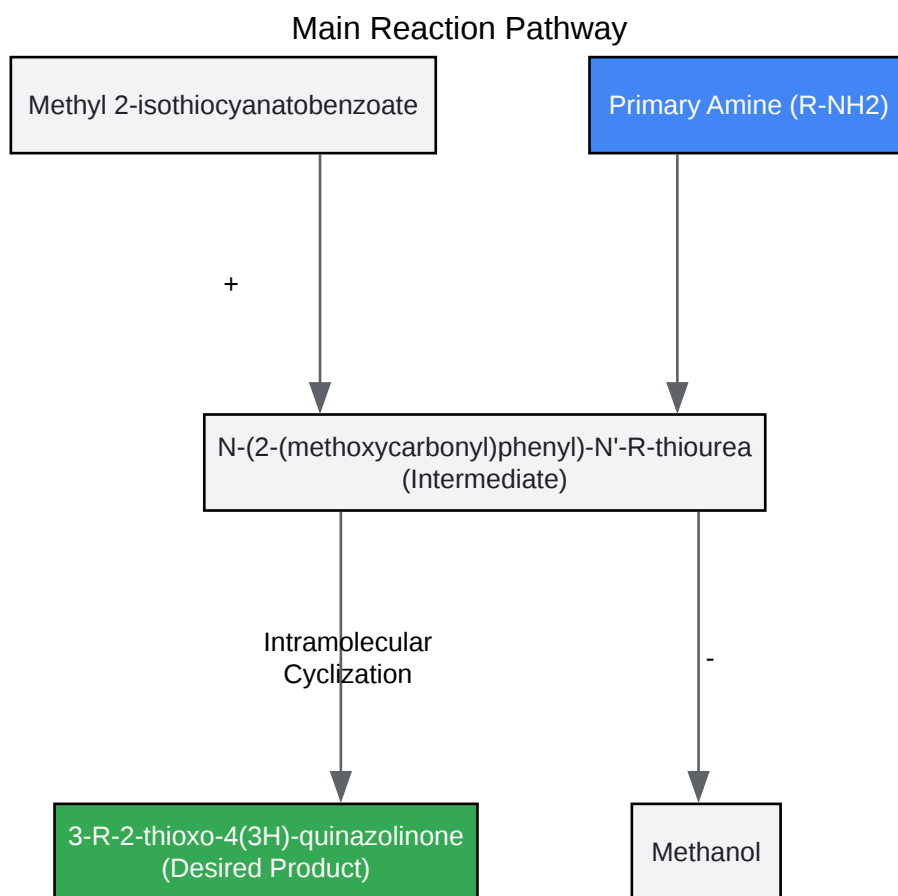 Main Reaction Pathway
Methyl 2-isothiocyanatobenzoate
Primary Amine (R-NH2)
+
N-(2-(methoxycarbonyl)phenyl)-N'-R-thiourea
(Intermediate)
Intramolecular
Cyclization
-
3-R-2-thioxo-4(3H)-quinazolinone
(Desired Product)
Methanol